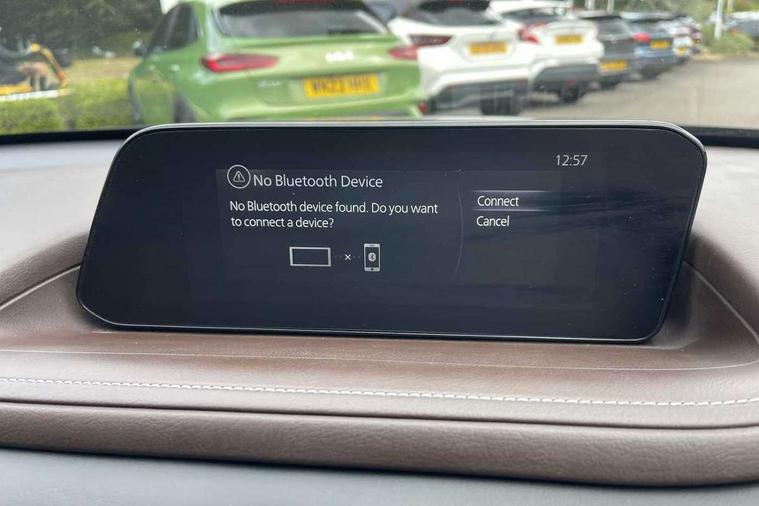 12:57
No Bluetooth Device
No Bluetooth device found. Do you want
to connect a device?
Connect
Cancel